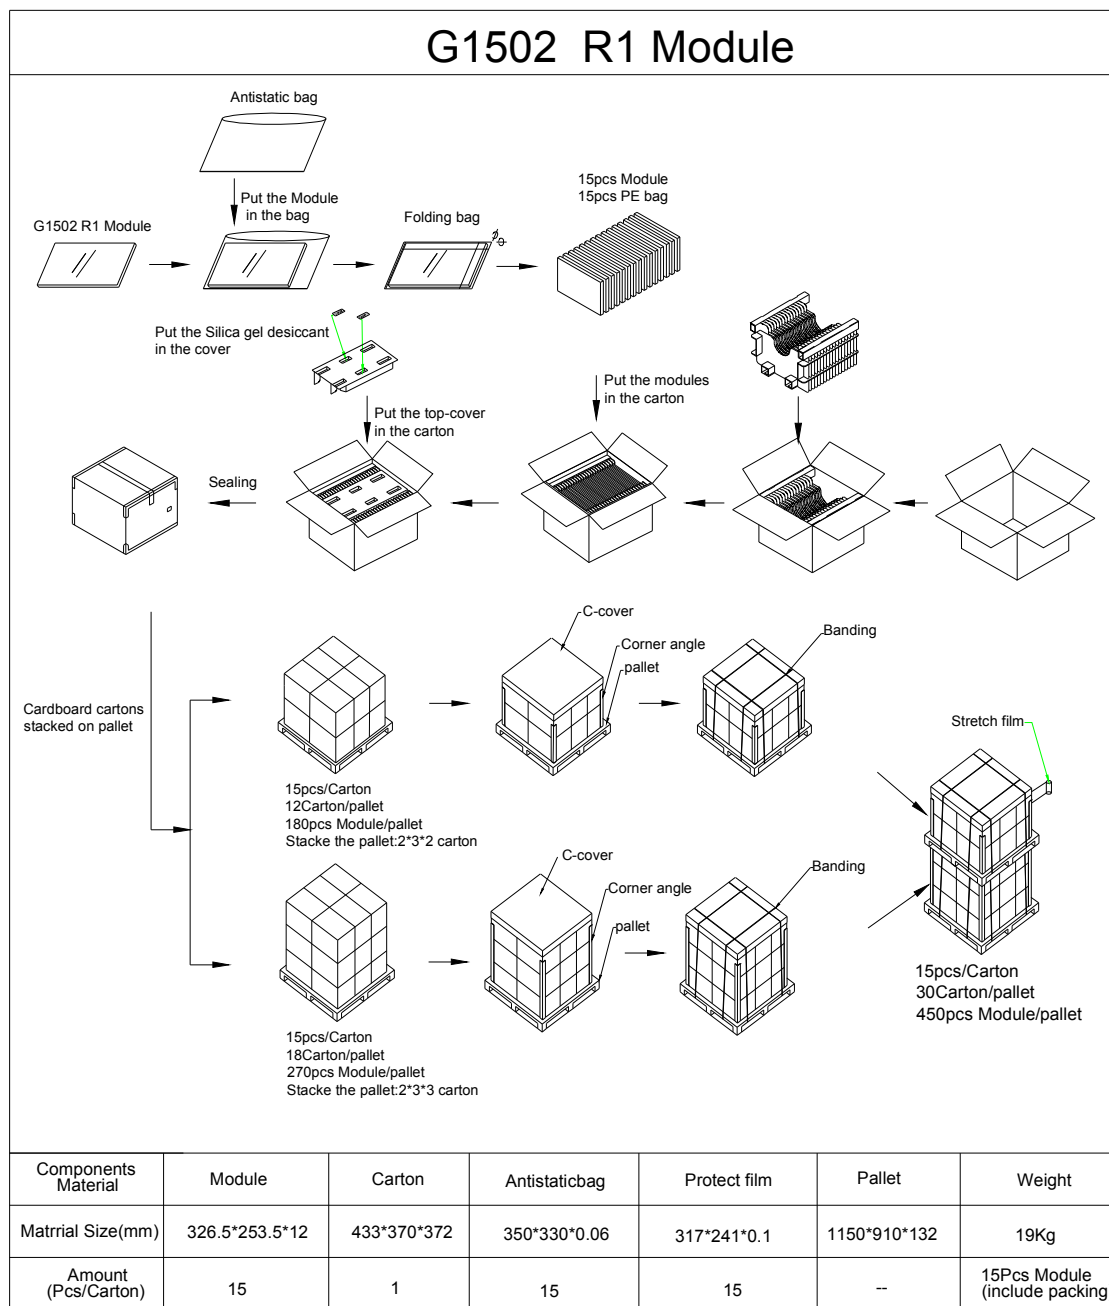 G1502 R1 Module
Antistatic bag
Put the Module
in the bag
G1502 R1 Module
Folding bag
15pcs Module
15pcs PE bag
Put the Silica gel desiccant
in the cover
Put the top-cover
in the carton
Put the modules
in the carton
Sealing
Cardboard cartons
stacked on pallet
C-cover
Corner angle
pallet
Banding
15pcs/Carton
12Carton/pallet
180pcs Module/pallet
Stacke the pallet:2*3*2 carton
Stretch film
C-cover
Corner angle
pallet
Banding
15pcs/Carton
18Carton/pallet
270pcs Module/pallet
Stacke the pallet:2*3*3 carton
15pcs/Carton
30Carton/pallet
450pcs Module/pallet
Components Material Module Carton Antistaticbag Protect film Pallet Weight
Matrrial Size(mm) 326.5*253.5*12 433*370*372 350*330*0.06 317*241*0.1 1150*910*132 19Kg
Amount (Pcs/Carton) 15 1 15 15 -- 15Pcs Module (include packing